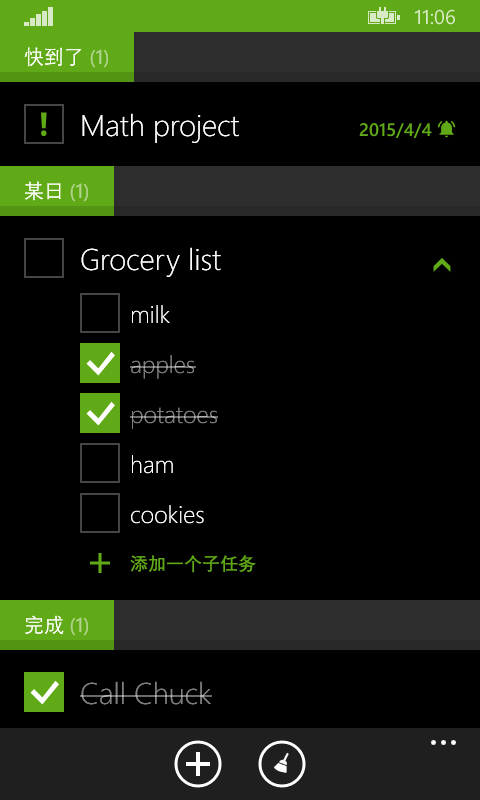 11:06
快到了 (1)
! Math project 2015/4/4
某日 (1)
Grocery list
milk
apples
potatoes
ham
cookies
添加一个子任务
完成 (1)
Call Chuck